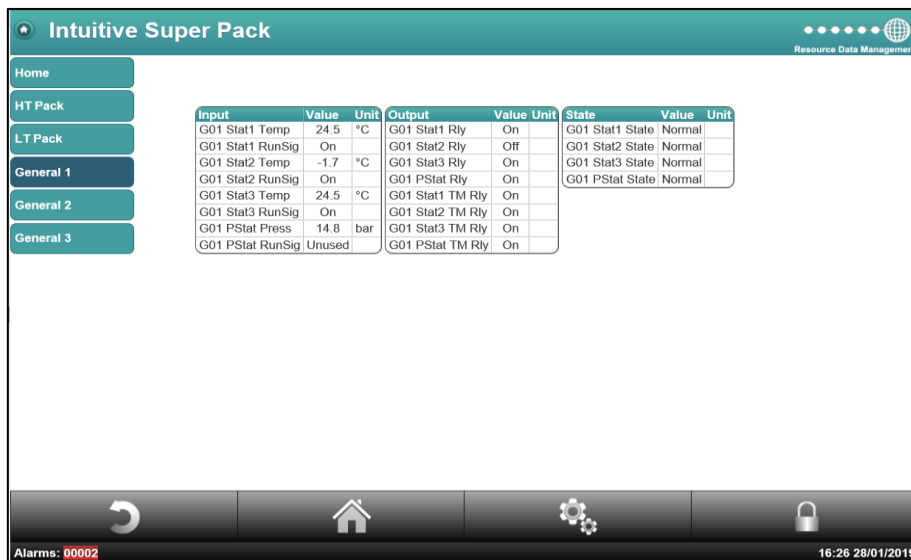 Intuitive Super Pack
Resource Data Managemen
Home
HT Pack
LT Pack
General 1
General 2
General 3
Input Value Unit
G01 Stat1 Temp 24.5 °C
G01 Stat1 RunSig On
G01 Stat2 Temp -1.7 °C
G01 Stat2 RunSig On
G01 Stat3 Temp 24.5 °C
G01 Stat3 RunSig On
G01 PStat Press 14.8 bar
G01 PStat RunSig Unused
Output Value Unit
G01 Stat1 Rly On
G01 Stat2 Rly Off
G01 Stat3 Rly On
G01 PStat Rly On
G01 Stat1 TM Rly On
G01 Stat2 TM Rly On
G01 Stat3 TM Rly On
G01 PStat TM Rly On
State Value Unit
G01 Stat1 State Normal
G01 Stat2 State Normal
G01 Stat3 State Normal
G01 PStat State Normal
Alarms: 00002
16:26 28/01/2019